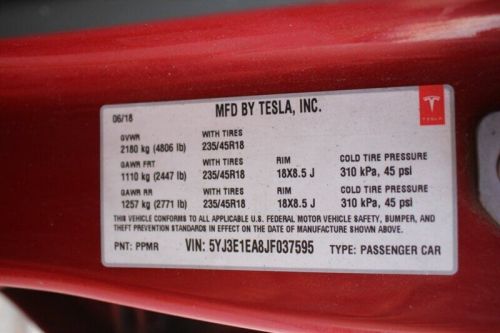 06/18 MFD BY TESLA, INC.
TESLA
GVWR WITH TIRES
2180 kg (4806 lb) 235/45R18
GAWR FRT WITH TIRES RIM COLD TIRE PRESSURE
1110 kg (2447 lb) 235/45R18 18X8.5 J 310 kPa, 45 psi
GAWR RR WITH TIRES RIM COLD TIRE PRESSURE
1257 kg (2771 lb) 235/45R18 18X8.5 J 310 kPa, 45 psi
THIS VEHICLE CONFORMS TO ALL APPLICABLE U.S. FEDERAL MOTOR VEHICLE SAFETY, BUMPER, AND
THEFT PREVENTION STANDARDS IN EFFECT ON THE DATE OF MANUFACTURE SHOWN ABOVE.
PNT: PPMR VIN: 5YJ3E1EA8JF037595 TYPE: PASSENGER CAR